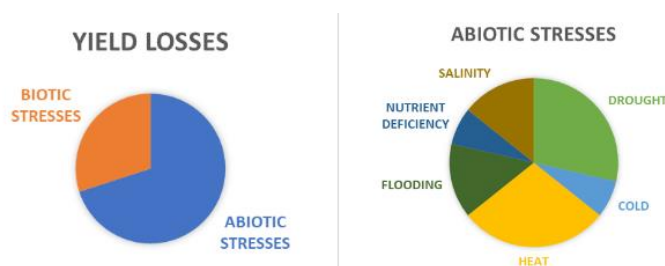 YIELD LOSSES
BIOTIC
STRESSES
ABIOTIC
STRESSES
ABIOTIC STRESSES
SALINITY
DROUGHT
NUTRIENT
DEFICIENCY
FLOODING
COLD
HEAT